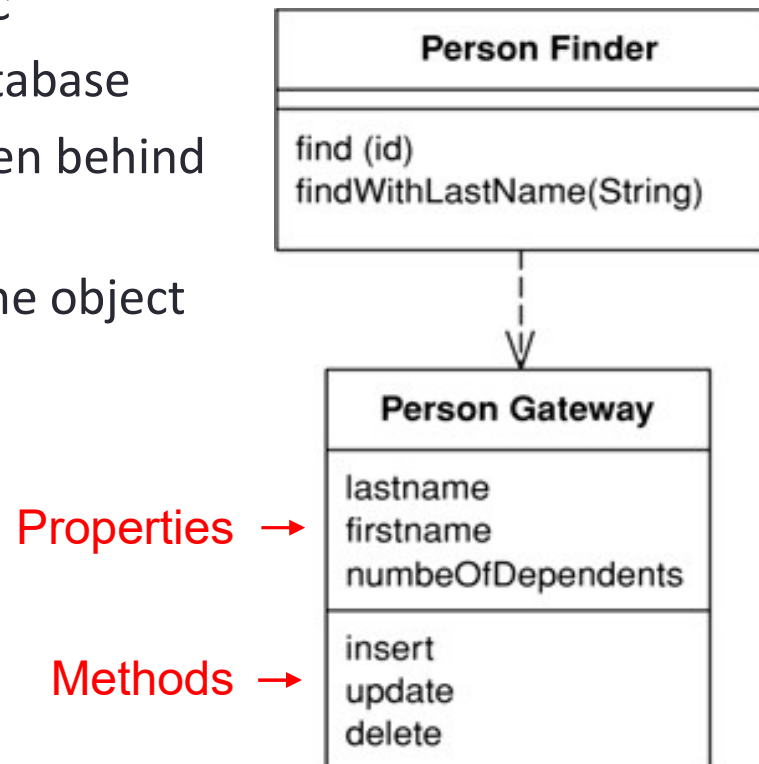 tabase
en behind
ne object
Person Finder
find (id)
findWithLastName(String)
Person Gateway
Properties
lastname
firstname
numbeOfDependents
Methods
insert
update
delete